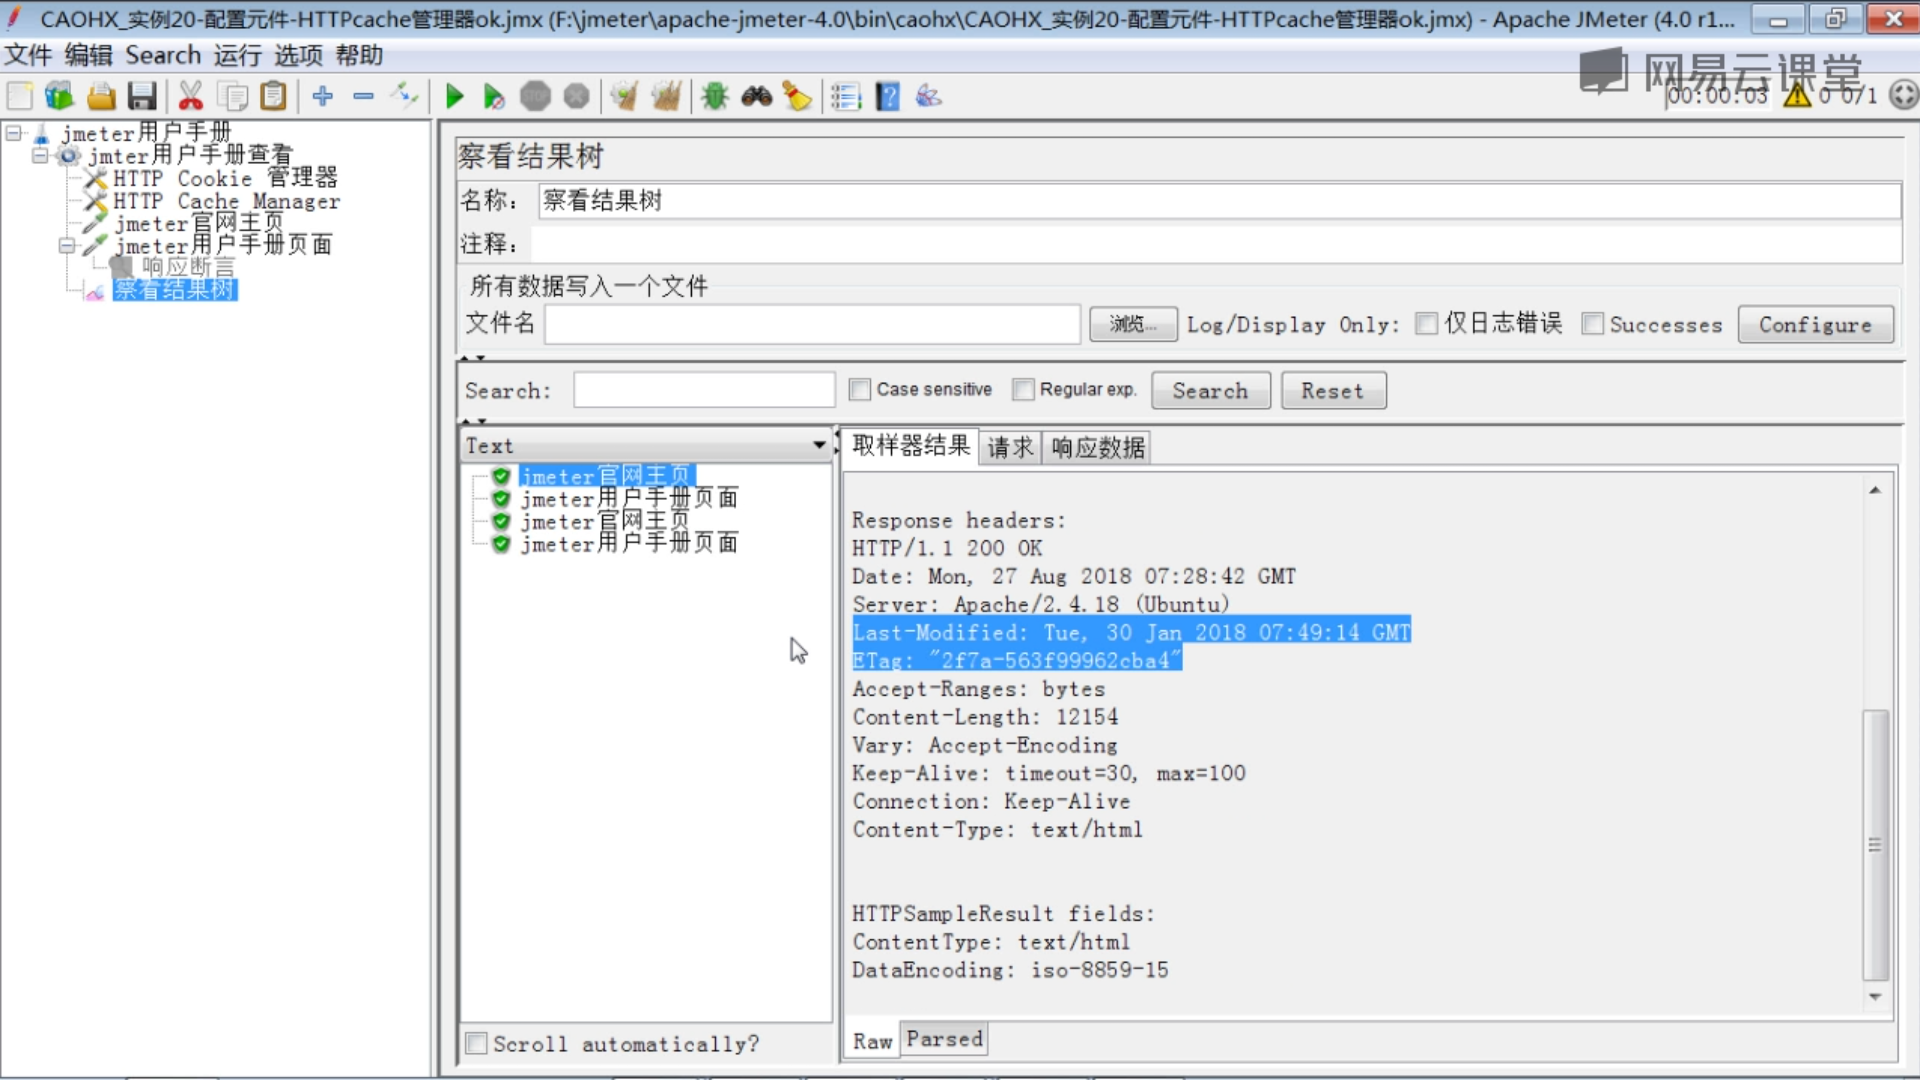 CAOHX_实例20-配置元件-HTTPcache管理器ok.jmx (F:\jmeter\apache-jmeter-4.0\bin\caohx\CAOHX_实例20-配置元件-HTTPcache管理器ok.jmx) - Apache JMeter (4.0 r1...
文件 编辑 Search 运行 选项 帮助
网易云课堂
00:00:03 0 0/1
jmeter用户手册
jmter用户手册查看
HTTP Cookie 管理器
HTTP Cache Manager
jmeter官网主页
jmeter用户手册页面
响应断言
察看结果树
察看结果树
名称： 察看结果树
注释：
所有数据写入一个文件
文件名 浏览... Log/Display Only: 仅日志错误 Successes Configure
Search: Case sensitive Regular exp. Search Reset
Text
jmeter官网主页
jmeter用户手册页面
jmeter官网主页
jmeter用户手册页面
Scroll automatically?
取样器结果 请求 响应数据
Response headers:
HTTP/1.1 200 OK
Date: Mon, 27 Aug 2018 07:28:42 GMT
Server: Apache/2.4.18 (Ubuntu)
Last-Modified: Tue, 30 Jan 2018 07:49:14 GMT
ETag: "2f7a-563f99962cba4"
Accept-Ranges: bytes
Content-Length: 12154
Vary: Accept-Encoding
Keep-Alive: timeout=30, max=100
Connection: Keep-Alive
Content-Type: text/html
HTTPSampleResult fields:
ContentType: text/html
DataEncoding: iso-8859-15
Raw Parsed